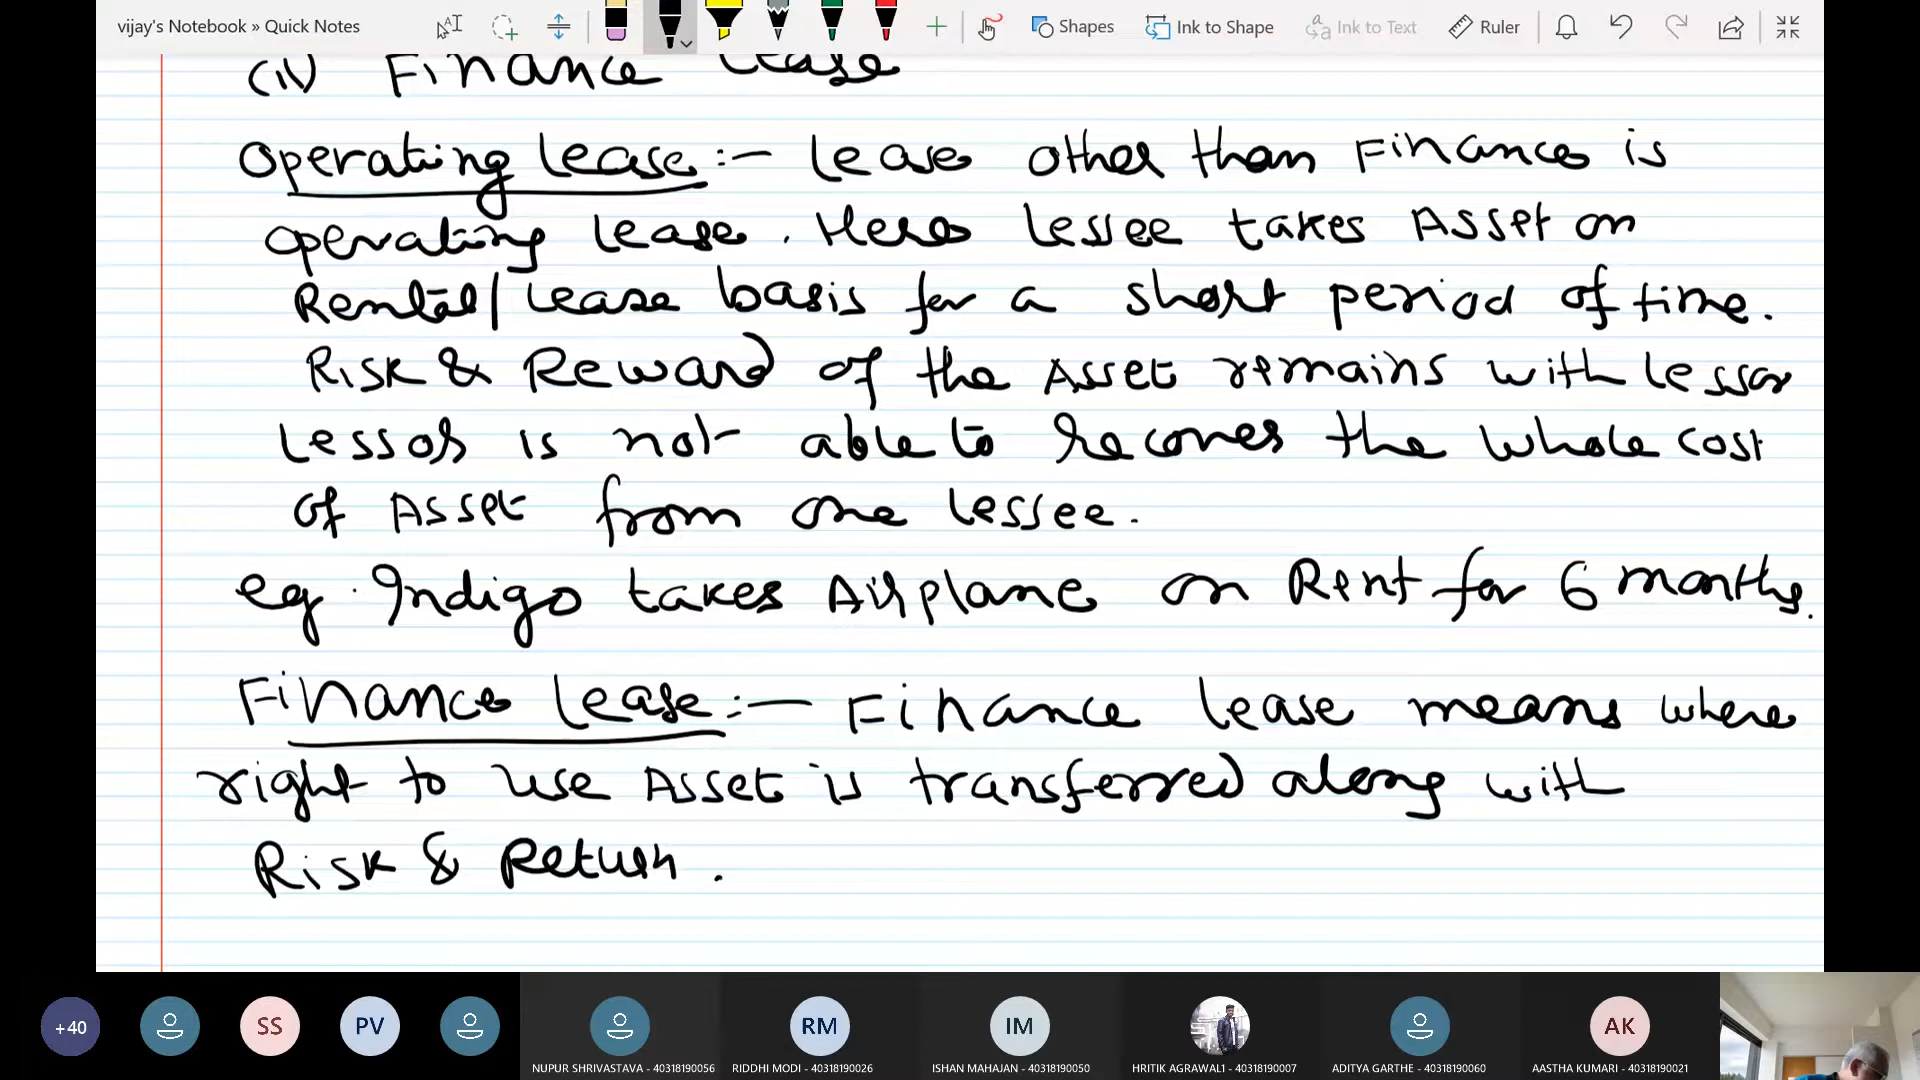 vijay's Notebook » Quick Notes
Shapes
Ink to Shape
Ink to Text
Ruler
(ii) Finance Lease
Operating Lease :- Lease other than Finance is
operating Lease. Here Lessee takes Asset on
Rental/Lease basis for a short period of time.
Risk & Reward of the Asset remains with Lessor
Lessor is not able to recover the whole cost
of Asset from one Lessee.
eg. Indigo takes Airplane on Rent for 6 months.
Finance Lease :- Finance Lease means where
right to use Asset is transferred along with
Risk & Return.
+40
SS
PV
RM
IM
AK
NUPUR SHRIVASTAVA - 40318190056
RIDDHI MODI - 40318190026
ISHAN MAHAJAN - 40318190050
HRITIK AGRAWAL1 - 40318190007
ADITYA GARTHE - 40318190060
AASTHA KUMARI - 40318190021